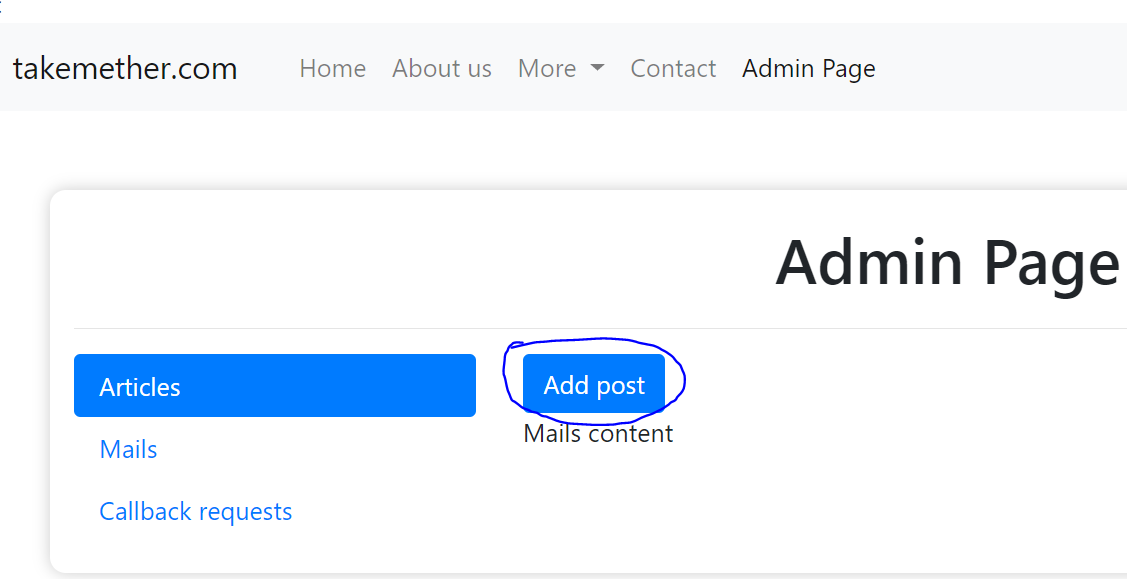 takemether.com Home About us More Contact Admin Page
Admin Page
Articles
Mails
Callback requests
Add post
Mails content